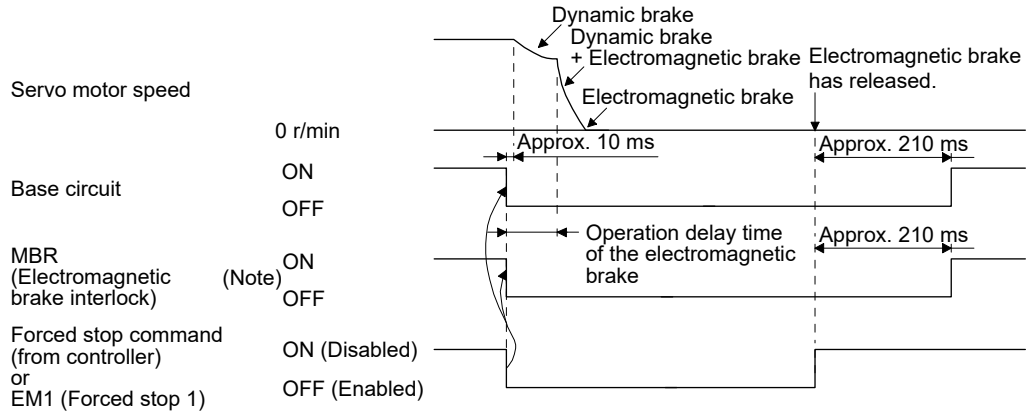 Dynamic brake
Dynamic brake
+ Electromagnetic brake
Electromagnetic brake
has released.
Servo motor speed
Electromagnetic brake
0 r/min
Approx. 10 ms
Approx. 210 ms
Base circuit
ON
OFF
Operation delay time
of the electromagnetic
brake
Approx. 210 ms
MBR
(Electromagnetic
brake interlock)
(Note)
ON
OFF
Forced stop command
(from controller)
or
EM1 (Forced stop 1)
ON (Disabled)
OFF (Enabled)